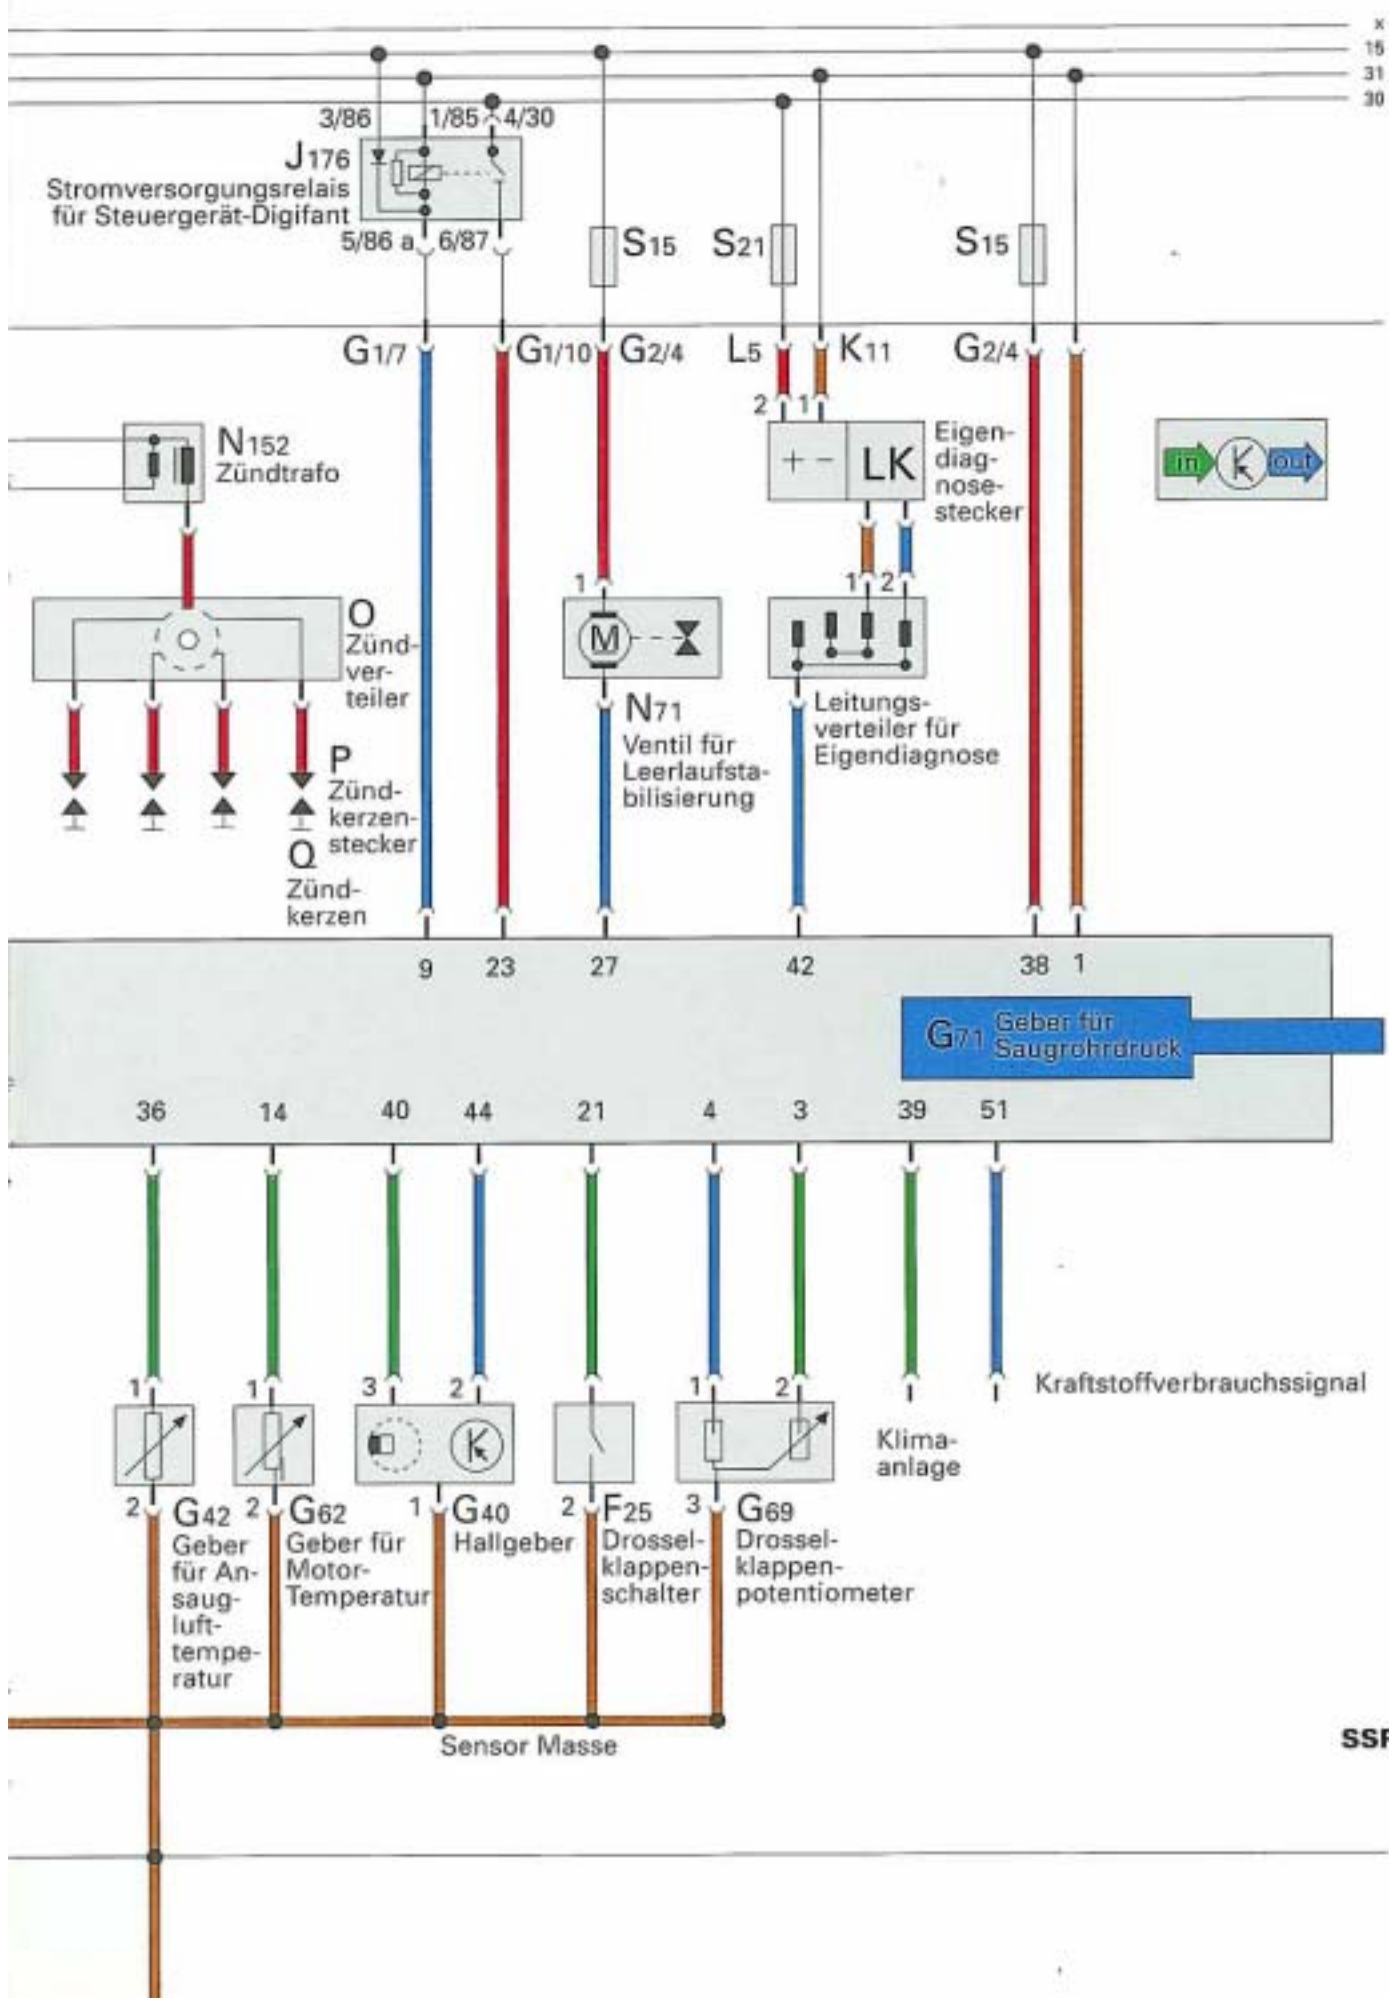 x
15
31
30
3/86
1/85
4/30
J176
Stromversorgungsrelais
für Steuergerät-Digifant
5/86 a
6/87
S15
S21
S15
G1/7
G1/10
G2/4
L5
K11
G2/4
2
1
N152
Zündtrafo
+ -
LK
Eigen-
diag-
nose-
stecker
in
out
1
1
2
O
Zünd-
ver-
teiler
M
N71
Ventil für
Leerlaufsta-
bilisierung
Leitungs-
verteiler für
Eigendiagnose
P
Zünd-
kerzen-
stecker
Q
Zünd-
kerzen
9
23
27
42
38
1
G71 Geber für
Saugrohrdruck
36
14
40
44
21
4
3
39
51
1
1
3
2
1
2
Kraftstoffverbrauchssignal
Klima-
anlage
2
G42
Geber
für An-
saug-
luft-
tempe-
ratur
2
G62
Geber für
Motor-
Temperatur
1
G40
Hallgeber
2
F25
Drossel-
klappen-
schalter
3
G69
Drossel-
klappen-
potentiometer
Sensor Masse